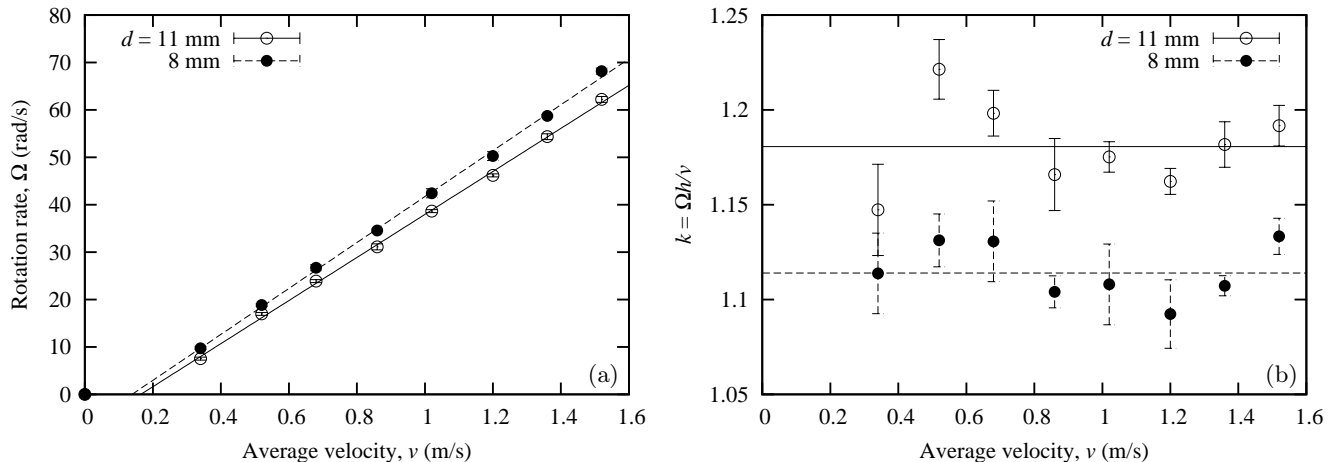 80
70
60
50
40
30
20
10
0
Rotation rate, Ω (rad/s)
d = 11 mm
8 mm
(a)
0 0.2 0.4 0.6 0.8 1 1.2 1.4 1.6
Average velocity, v (m/s)
1.25
1.2
1.15
1.1
1.05
k = Ωh/v
d = 11 mm
8 mm
(b)
0 0.2 0.4 0.6 0.8 1 1.2 1.4 1.6
Average velocity, v (m/s)